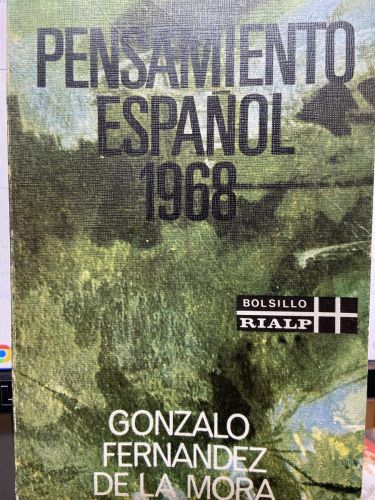 PENSAMIENTO
ESPAÑOL
1968
BOLSILLO
RIALP
GONZALO
FERNANDEZ
DE LA MORA